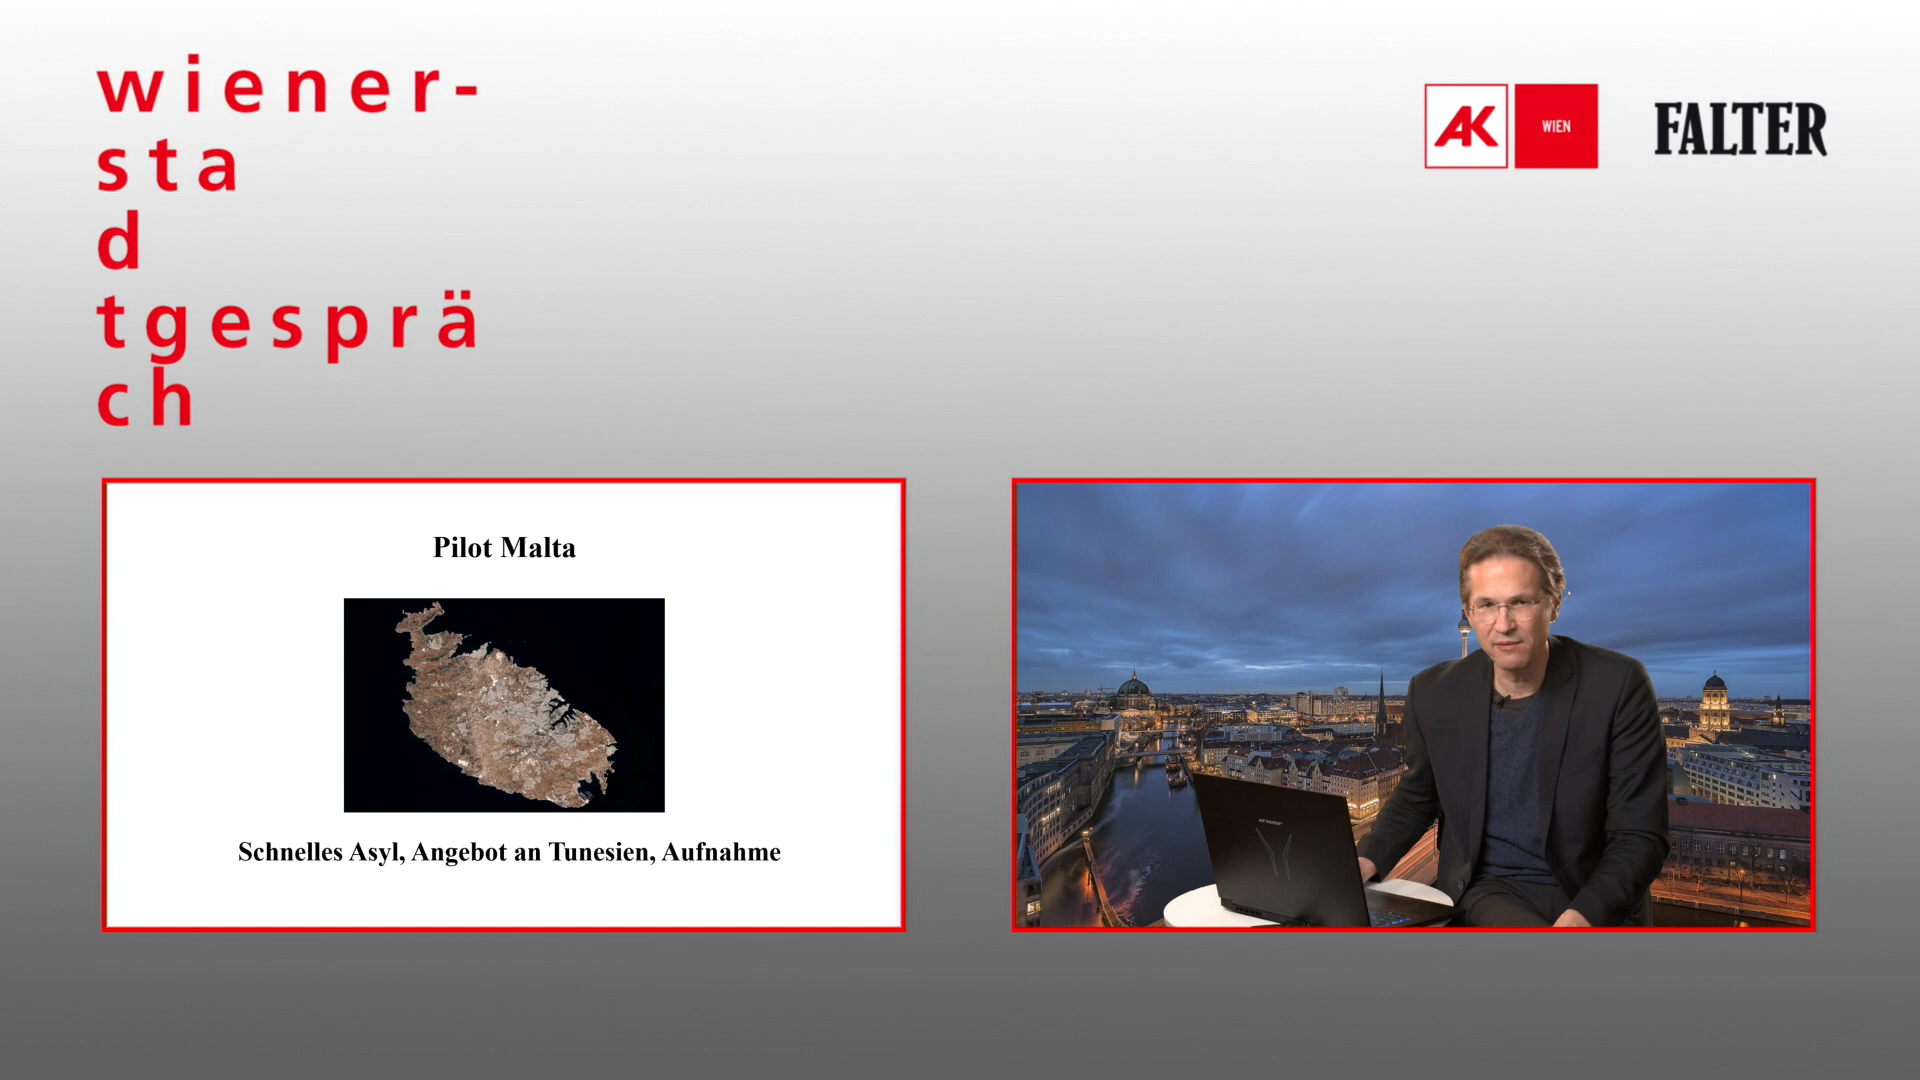 wiener-
sta
d
tgesprä
ch
AK
WIEN
FALTER
Pilot Malta
Schnelles Asyl, Angebot an Tunesien, Aufnahme